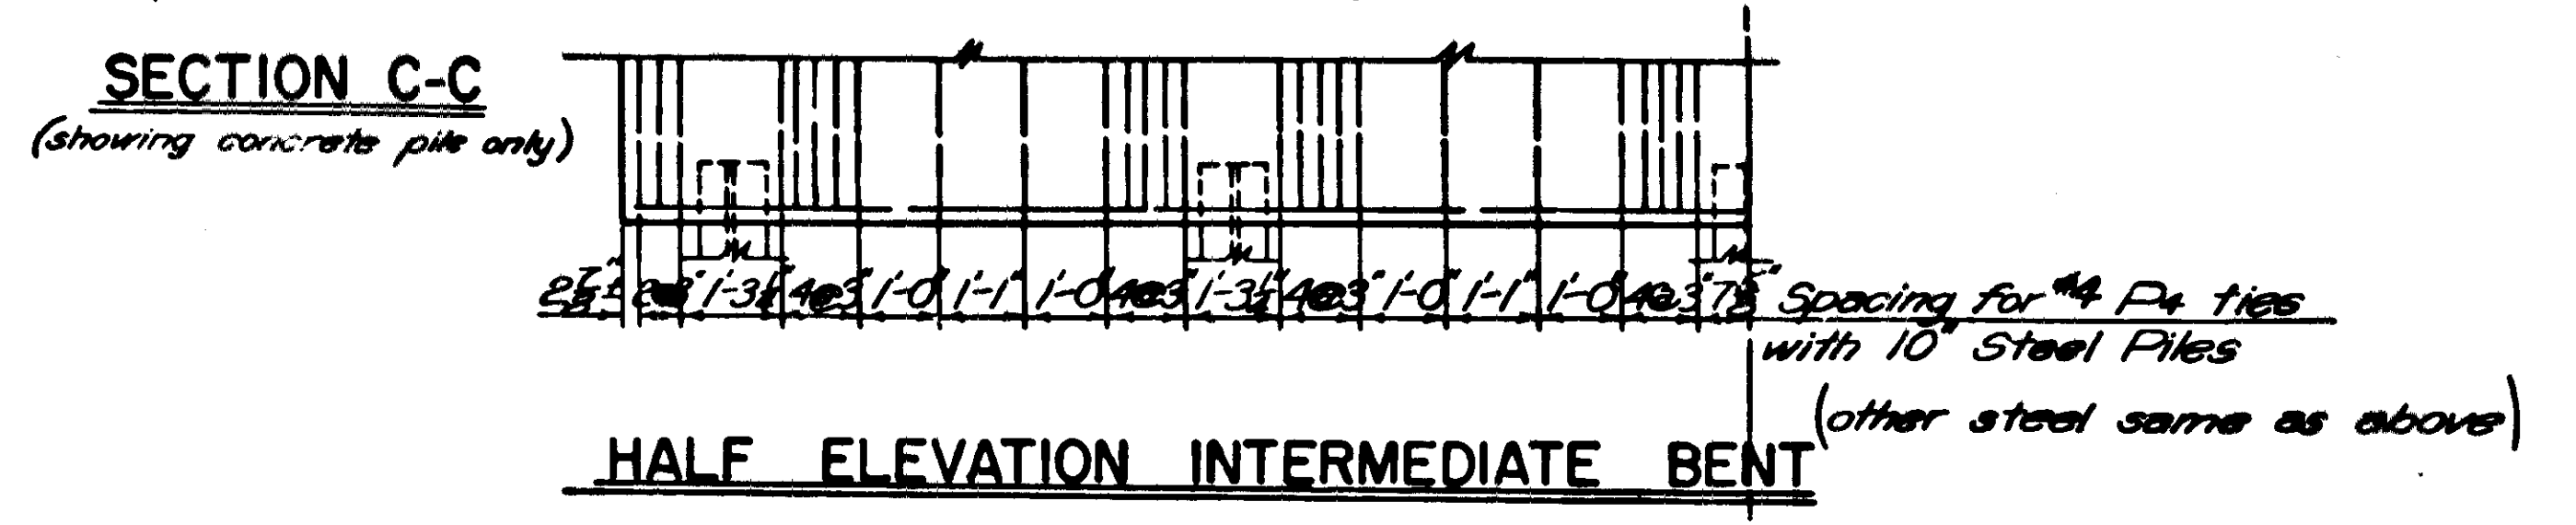 SECTION C-C
(showing concrete pile only)
1'-3½" 4@3" 1'-0" 1'-1" 1'-0" 4@3" 1'-3½" 4@3" 1'-0" 1'-1" 1'-0" 4@3" Spacing for #4 P4 ties
with 10" Steel Piles
(other steel same as above)
HALF ELEVATION INTERMEDIATE BENT